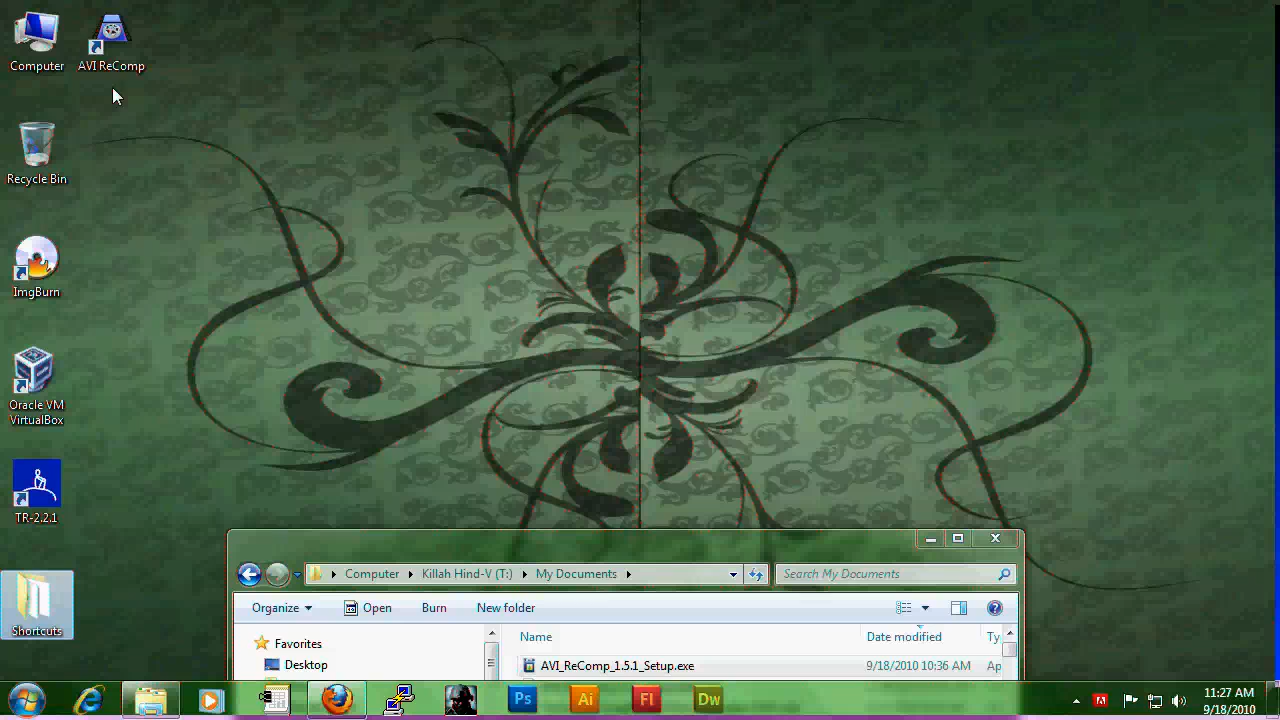 Computer
AVI ReComp
Recycle Bin
ImgBurn
Oracle VM
VirtualBox
TR-2.2.1
Shortcuts
Computer Killah Hind-V (T:) My Documents
Search My Documents
Organize Open Burn New folder
Favorites
Desktop
Name Date modified Ty
AVI_ReComp_1.5.1_Setup.exe 9/18/2010 10:36 AM Ap
Ps Ai Fl Dw
11:27 AM
9/18/2010